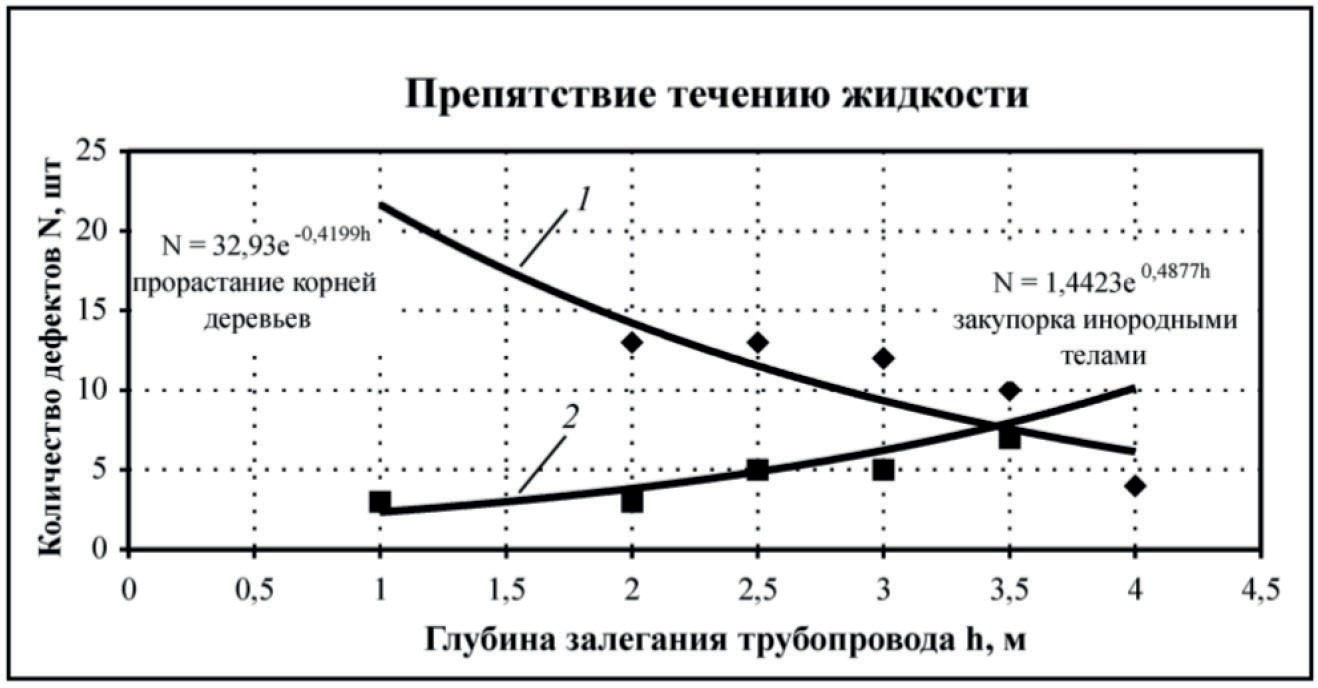 Препятствие течению жидкости
Количество дефектов N, шт
25
20
15
10
5
0
1
N = 32,93e^-0,4199h
прорастание корней
деревьев
N = 1,4423e^0,4877h
закупорка инородными
телами
2
0 0,5 1 1,5 2 2,5 3 3,5 4 4,5
Глубина залегания трубопровода h, м